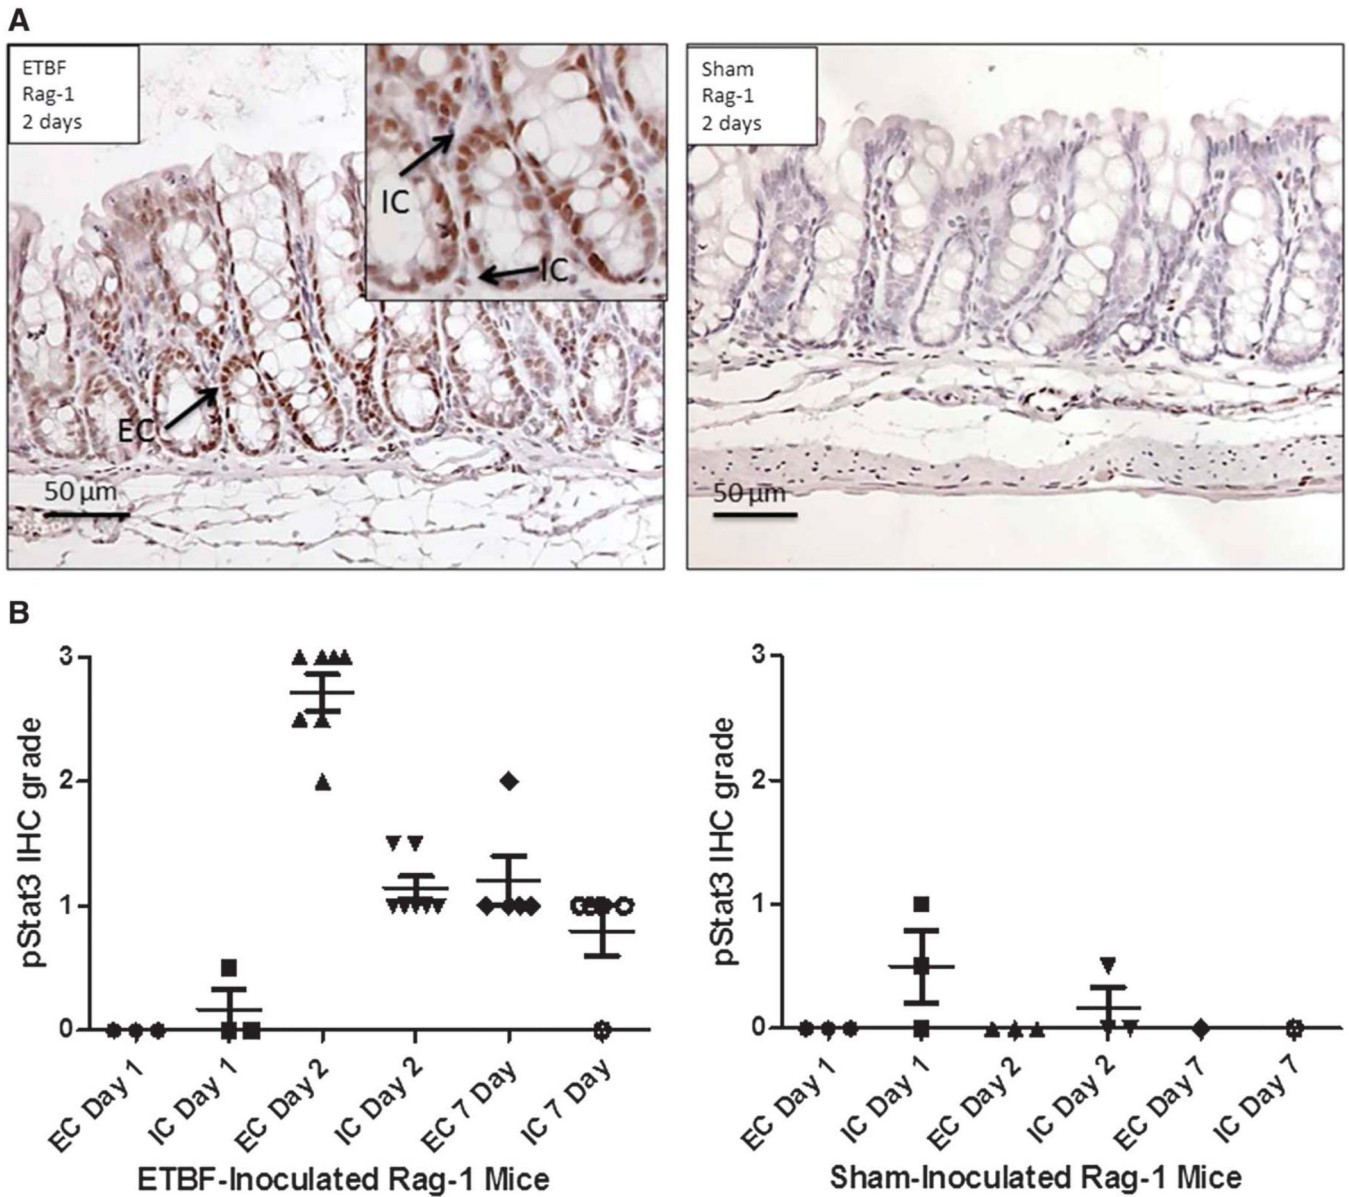 A
ETBF
Rag-1
2 days
IC
IC
EC
50 µm
Sham
Rag-1
2 days
50 µm
B
pStat3 IHC grade
3
2
1
0
EC Day 1
IC Day 1
EC Day 2
IC Day 2
EC 7 Day
IC 7 Day
ETBF-Inoculated Rag-1 Mice
pStat3 IHC grade
3
2
1
0
EC Day 1
IC Day 1
EC Day 2
IC Day 2
EC Day 7
IC Day 7
Sham-Inoculated Rag-1 Mice